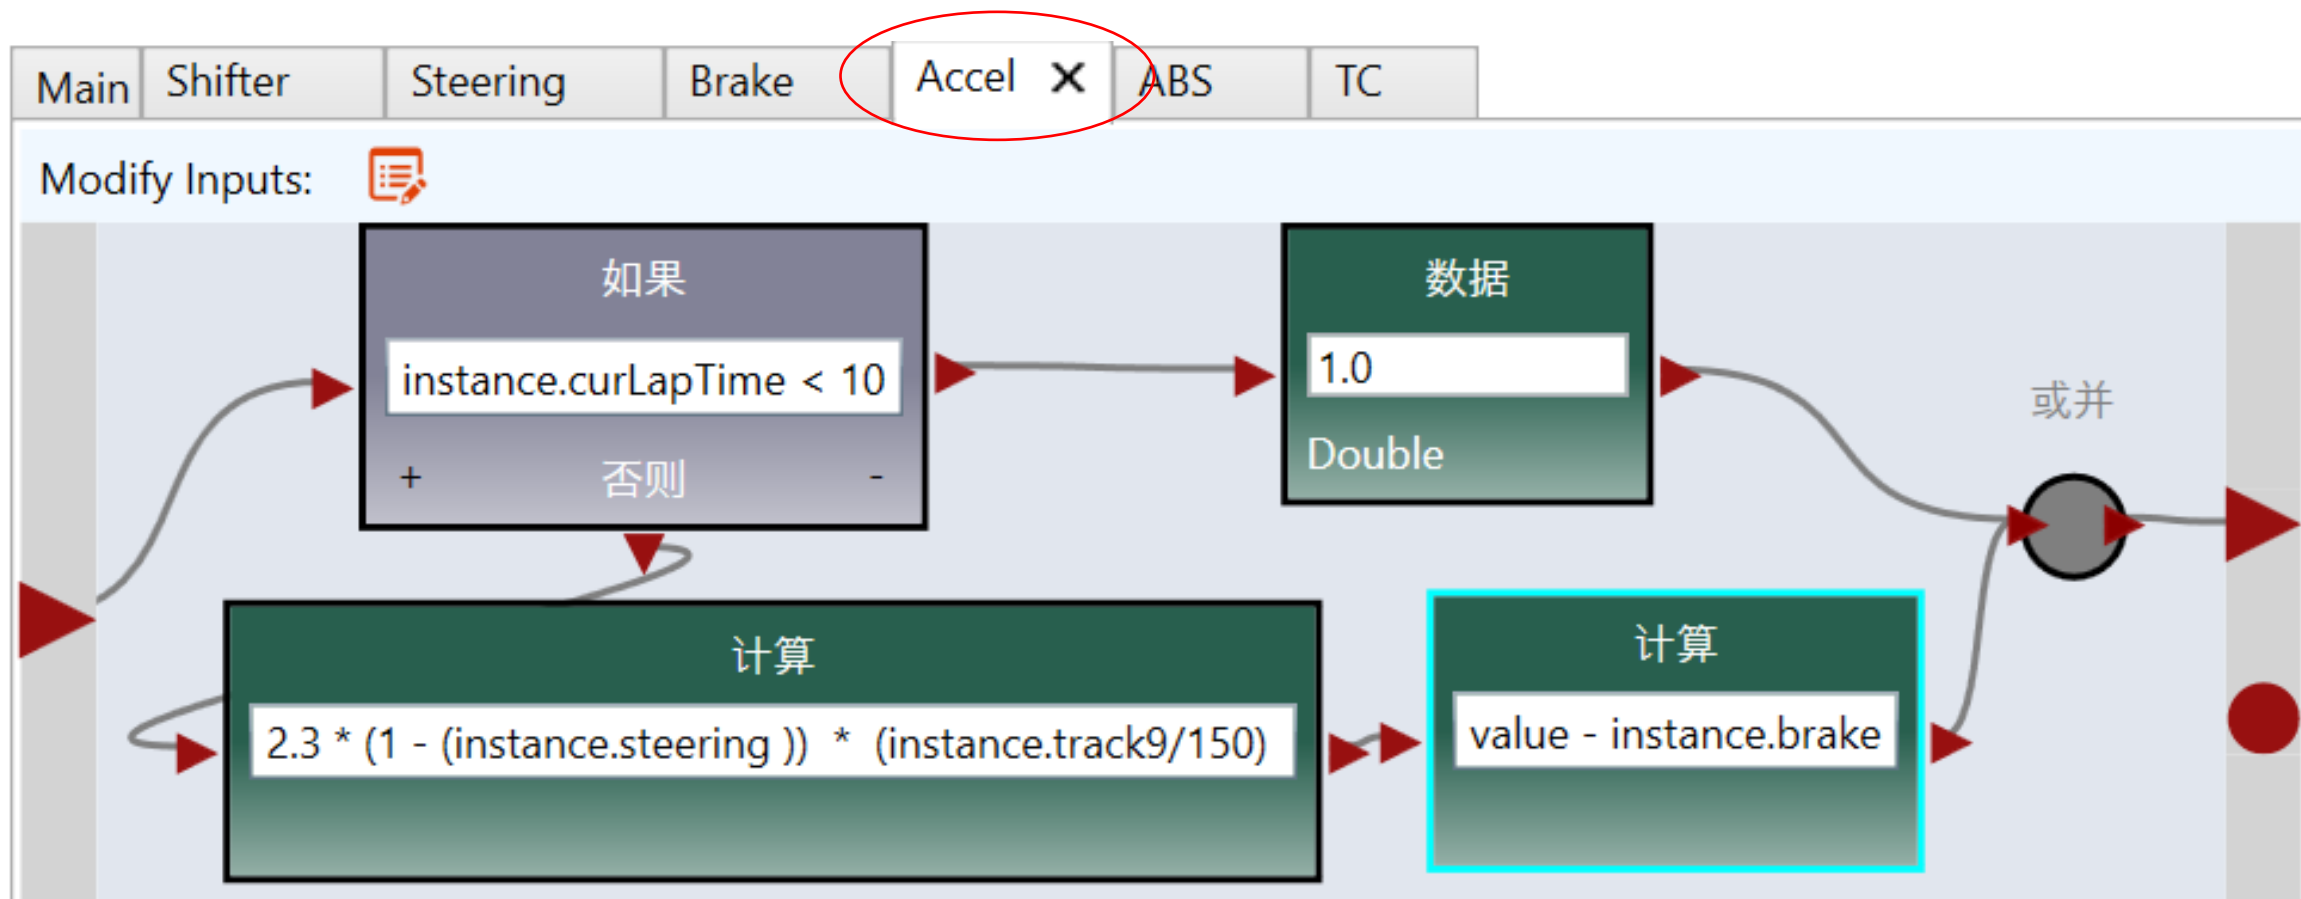 Main Shifter Steering Brake Accel ABS TC
Modify Inputs:
如果
instance.curLapTime < 10
+ 否则 -
数据
1.0
Double
或并
计算
2.3 * (1 - (instance.steering )) * (instance.track9/150)
计算
value - instance.brake